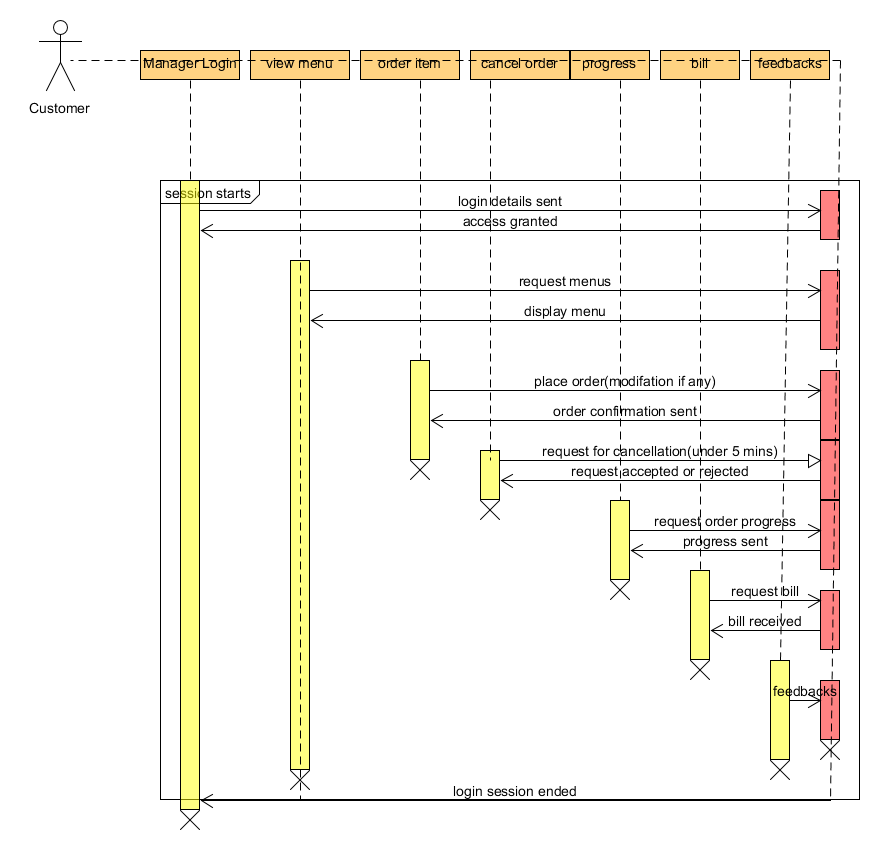 Manager Login
view menu
order item
cancel order
progress
bill
feedbacks
Customer
session starts
login details sent
access granted
request menus
display menu
place order(modifation if any)
order confirmation sent
request for cancellation(under 5 mins)
request accepted or rejected
request order progress
progress sent
request bill
bill received
feedbacks
login session ended